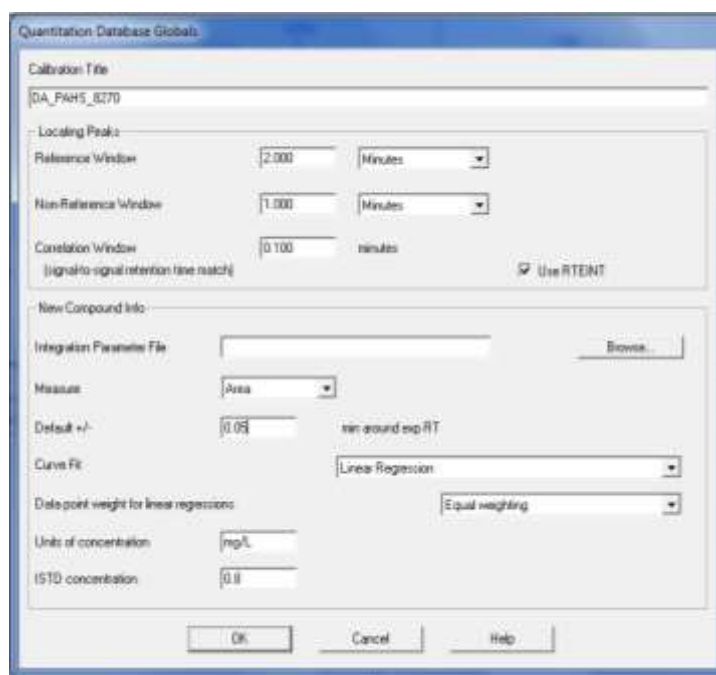 Quantitation Database Globals
Calibration Title
DA_PAHS_8270
Locating Peaks
Reference Window 2.000 Minutes
Non-Reference Window 1.000 Minutes
Correlation Window 0.100 minutes
(signal-to-signal retention time match) Use RTEINT
New Compound Info
Integration Parameter File Browse...
Measure Area
Default +/- 0.05 min around exp RT
Curve Fit Linear Regression
Data point weight for linear regressions Equal weighting
Units of concentration mg/L
ISTD concentration 0.8
OK Cancel Help